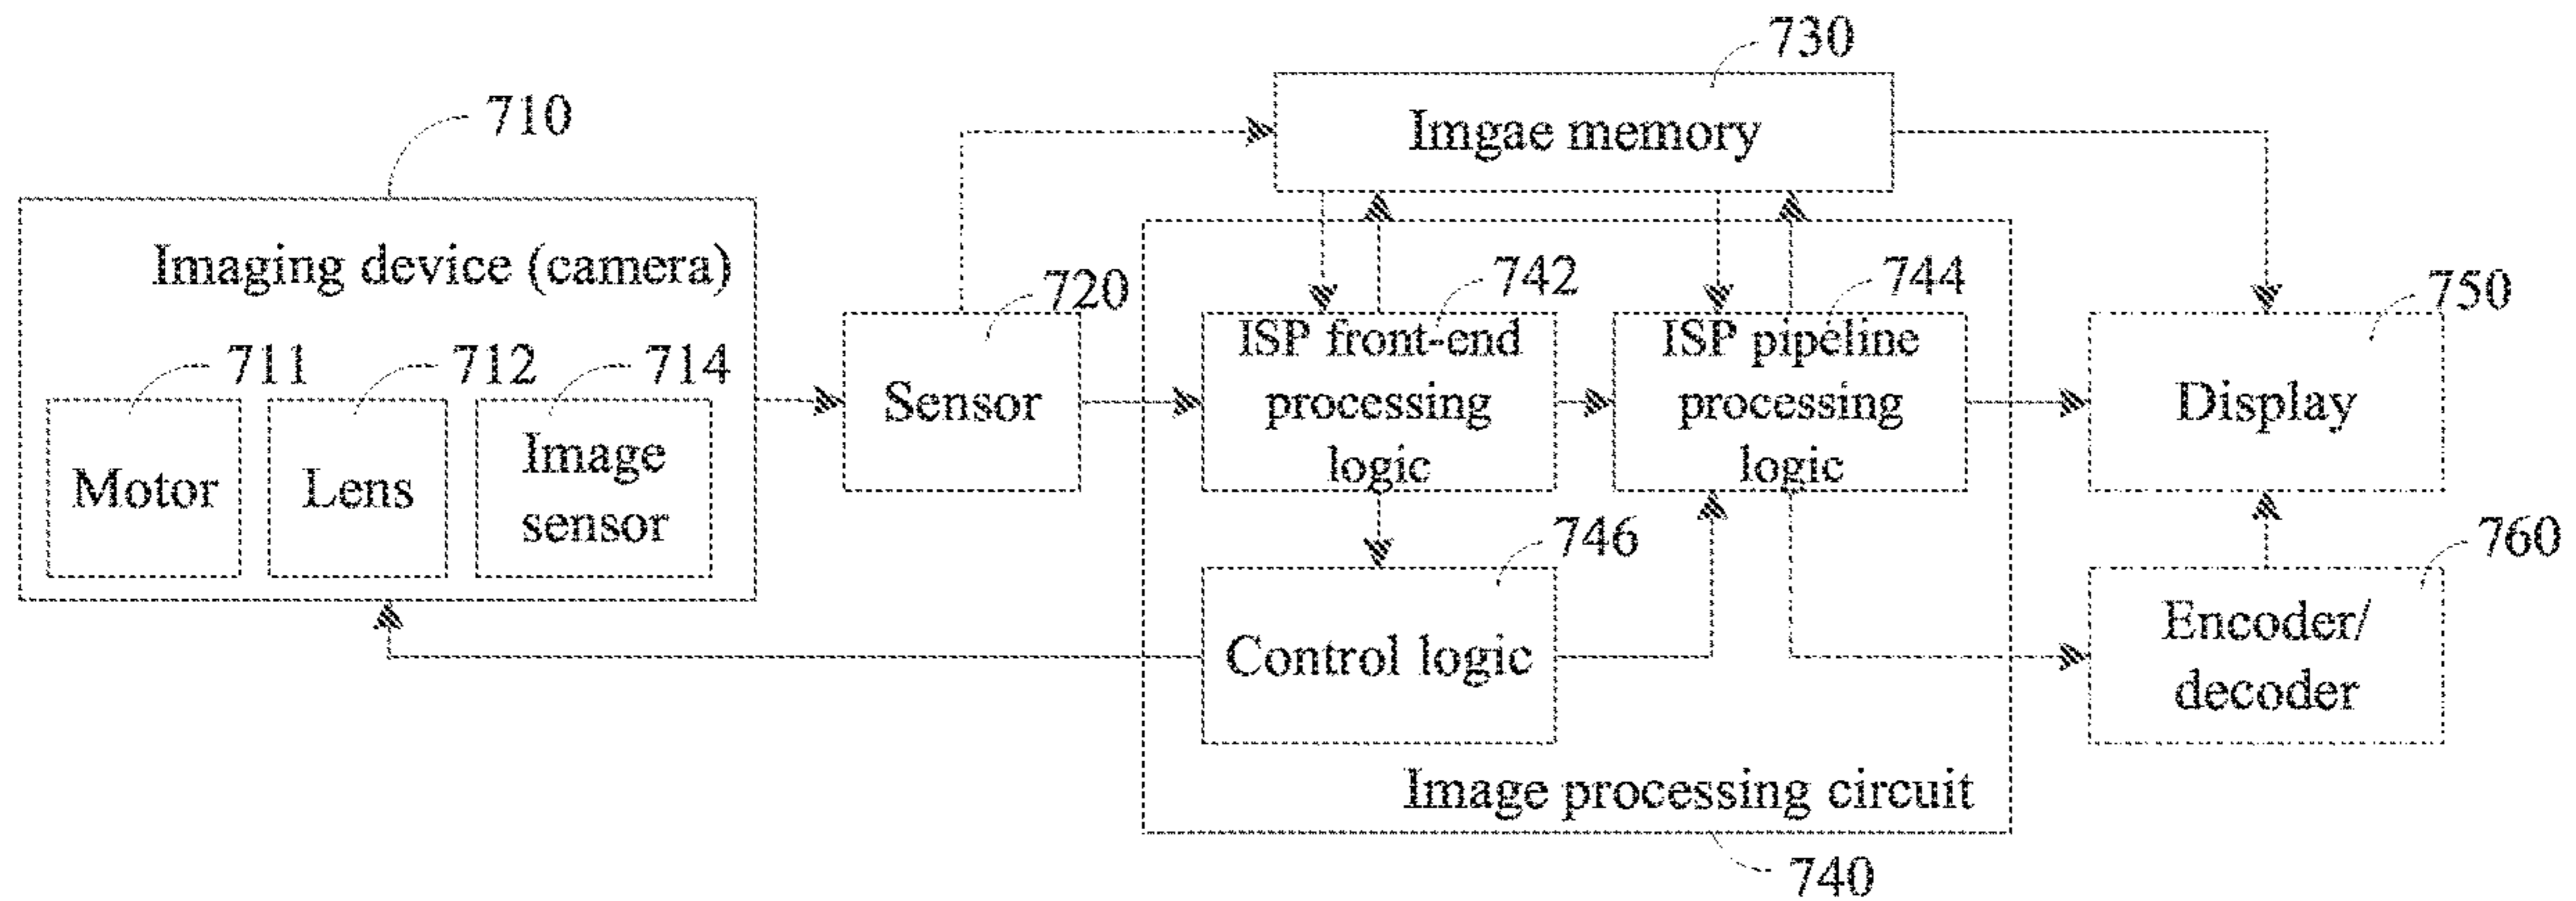 730
Imgae memory
710
Imaging device (camera)
711
712
714
Motor
Lens
Image
sensor
720
Sensor
742
ISP front-end
processing
logic
744
ISP pipeline
processing
logic
750
Display
746
Control logic
760
Encoder/
decoder
Image processing circuit
740